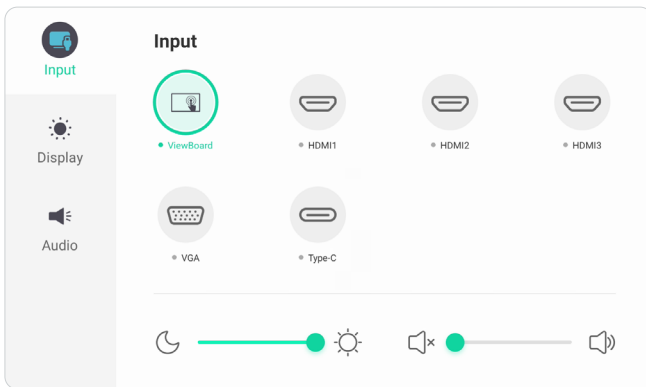 Input
Input
ViewBoard
HDMI1
HDMI2
HDMI3
Display
VGA
Type-C
Audio